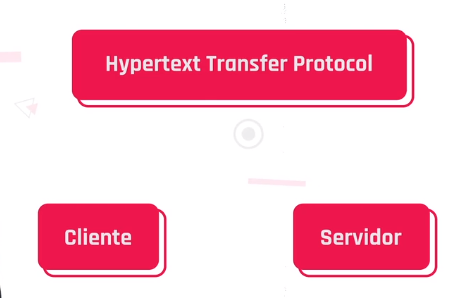 Hypertext Transfer Protocol
Cliente
Servidor